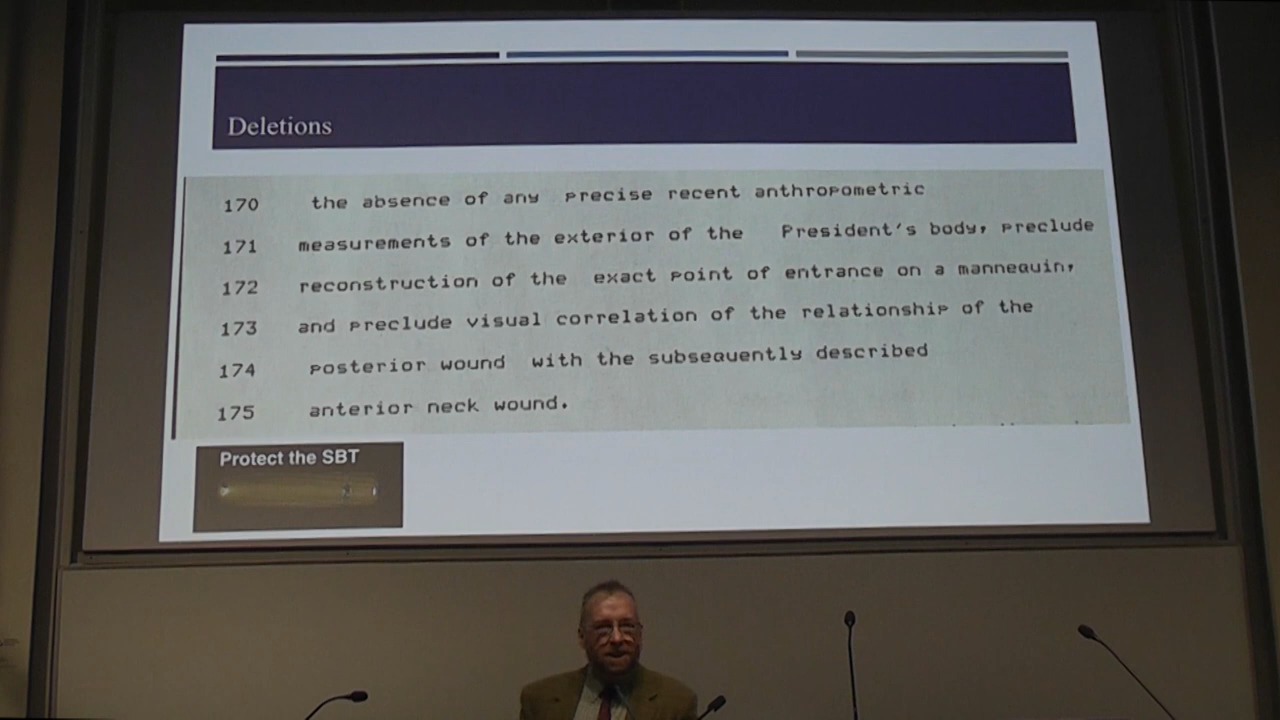 Deletions
170 the absence of any precise recent anthropometric
171 measurements of the exterior of the President's body, preclude
172 reconstruction of the exact point of entrance on a mannequin,
173 and preclude visual correlation of the relationship of the
174 posterior wound with the subsequently described
175 anterior neck wound.
Protect the SBT